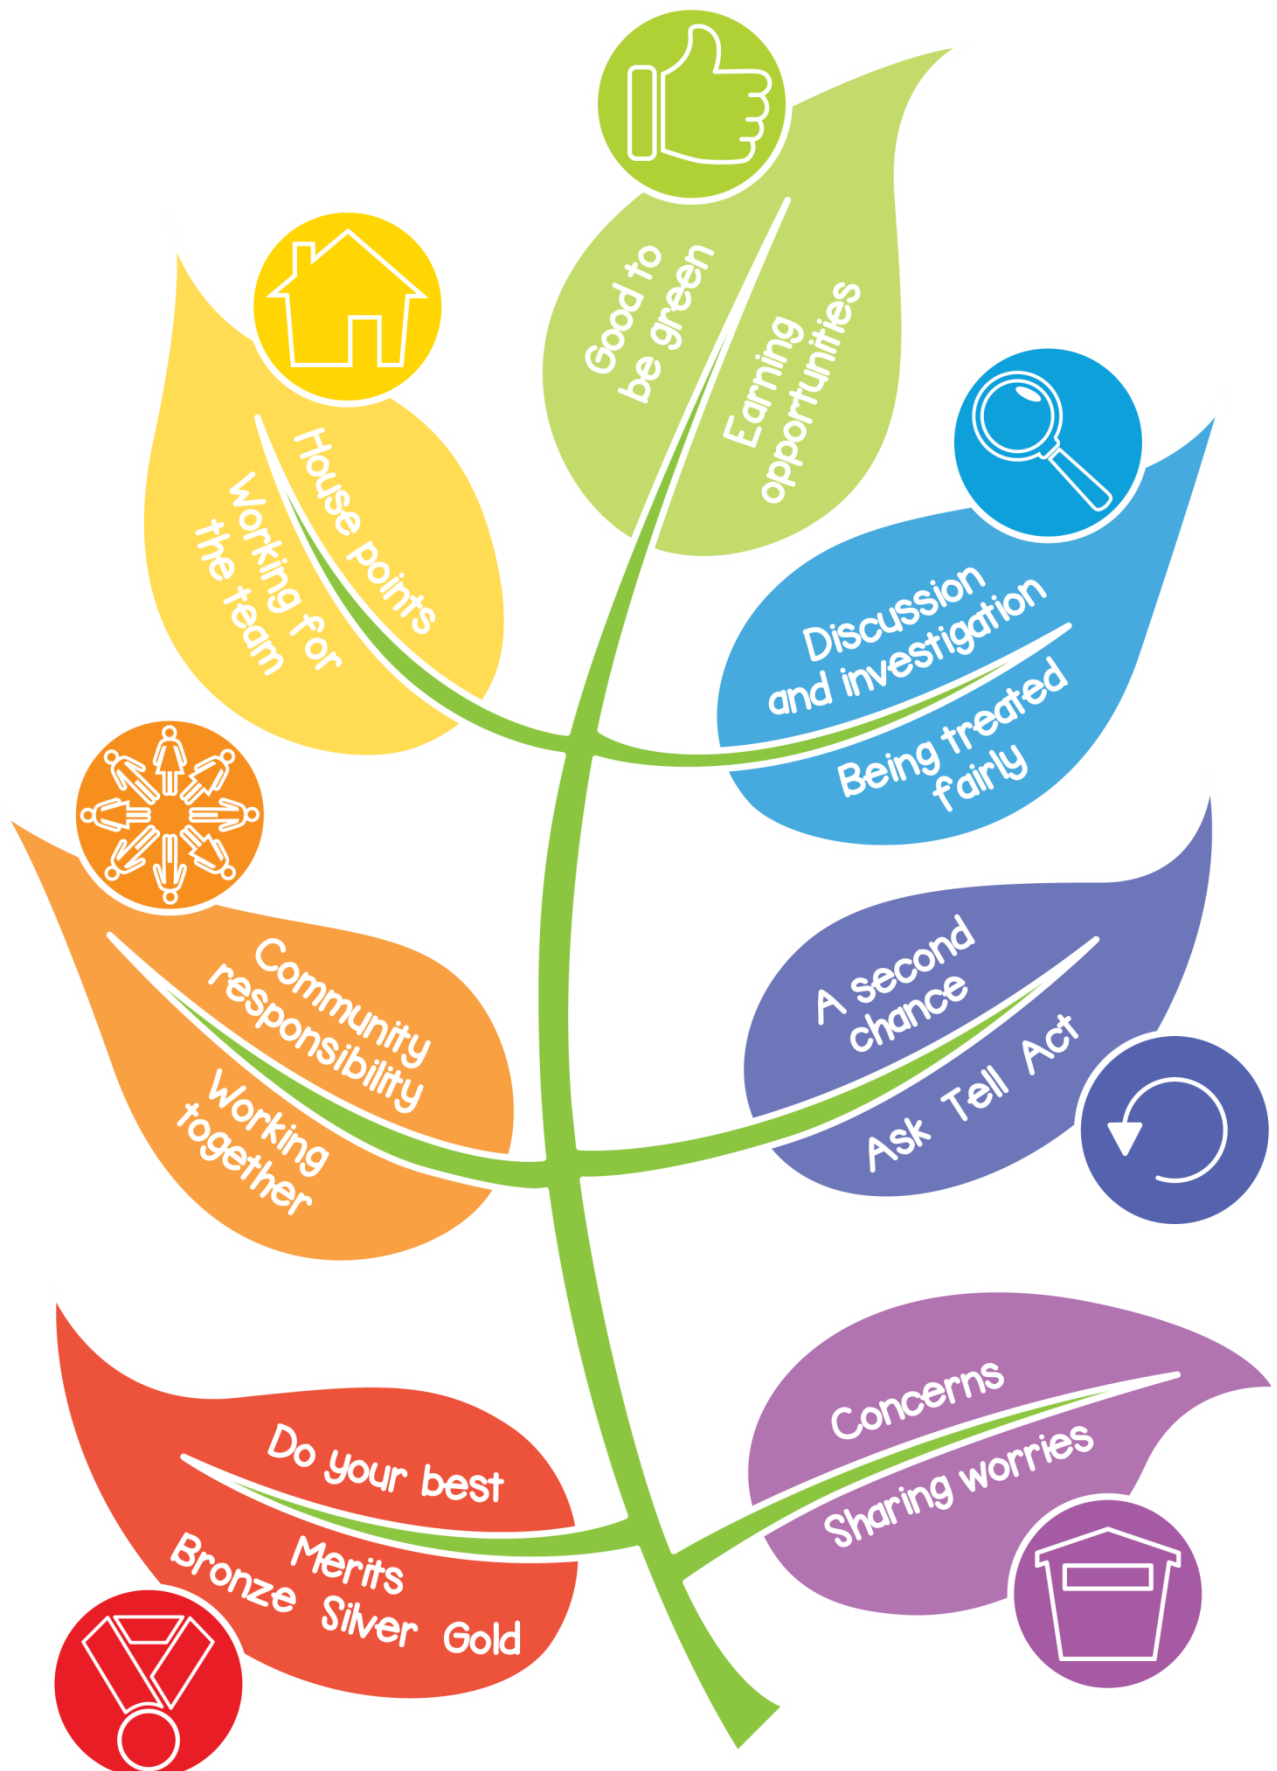 Good to
be green
Earning
opportunities
House points
Working for
the team
Discussion
and investigation
Being treated
fairly
Community
responsibility
Working
together
A second
chance
Ask Tell Act
Do your best
Merits
Bronze Silver Gold
Concerns
Sharing worries